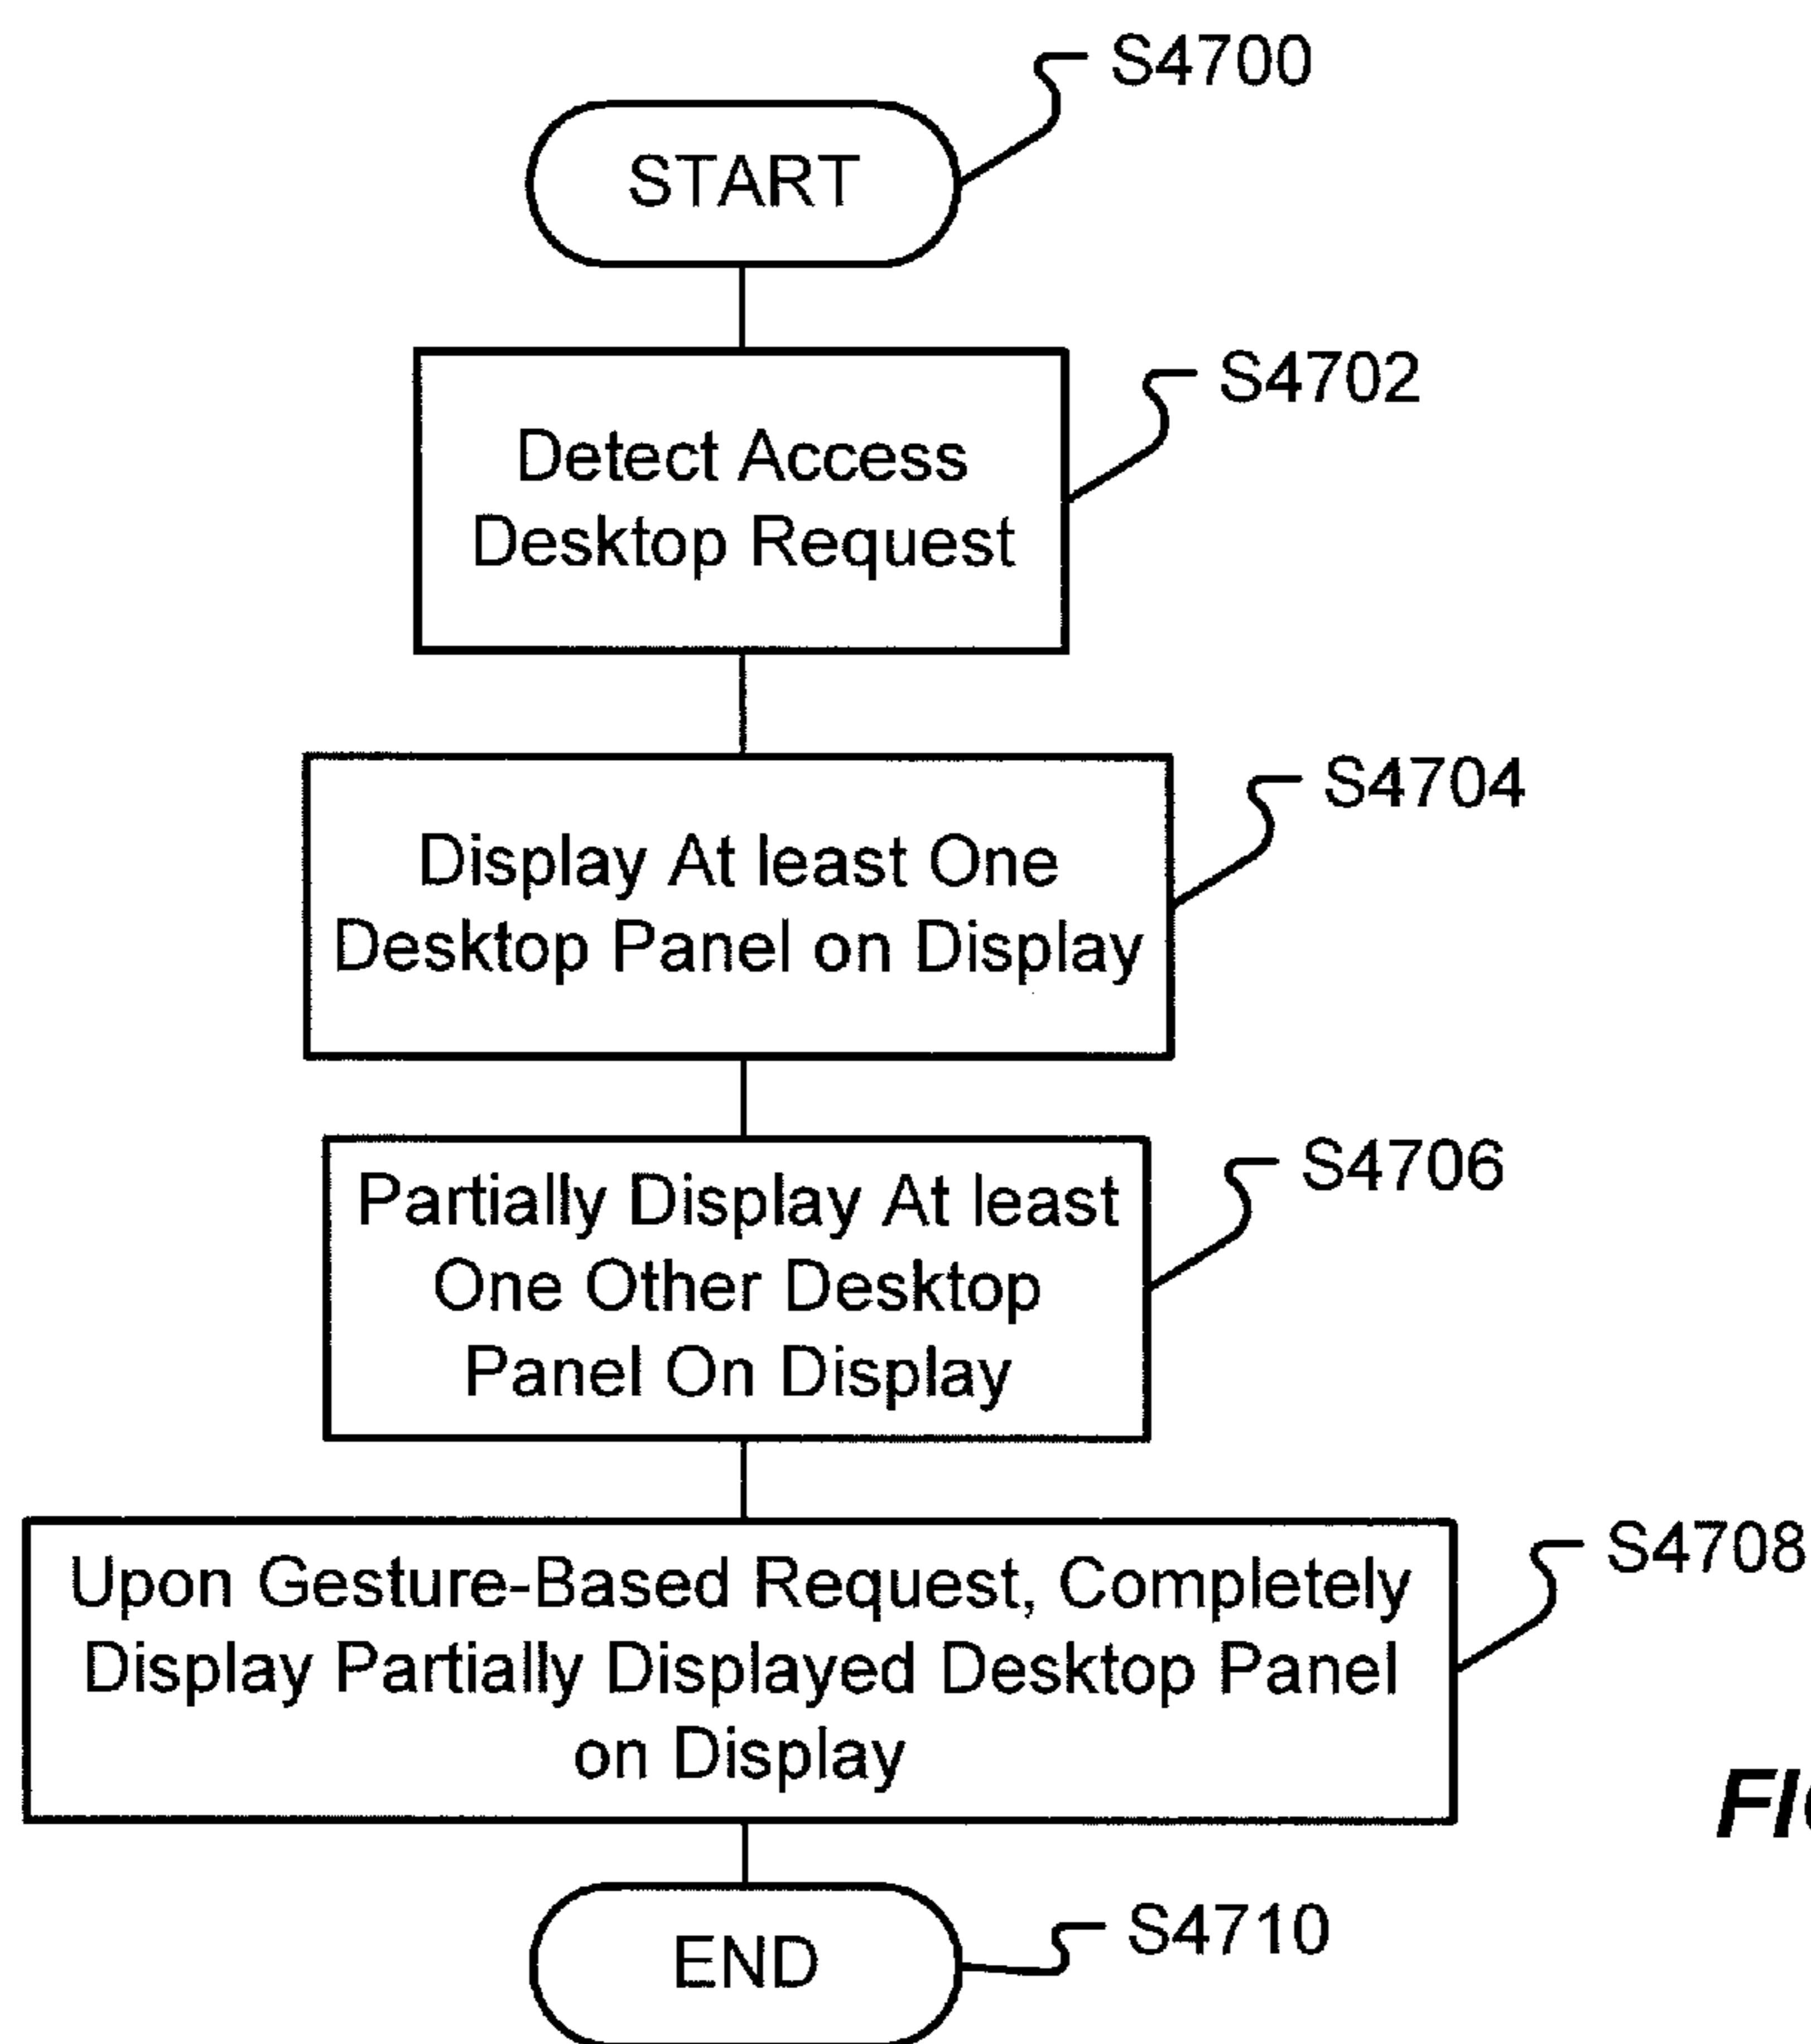 S4700
START
S4702
Detect Access
Desktop Request
S4704
Display At least One
Desktop Panel on Display
S4706
Partially Display At least
One Other Desktop
Panel On Display
S4708
Upon Gesture-Based Request, Completely
Display Partially Displayed Desktop Panel
on Display
S4710
END